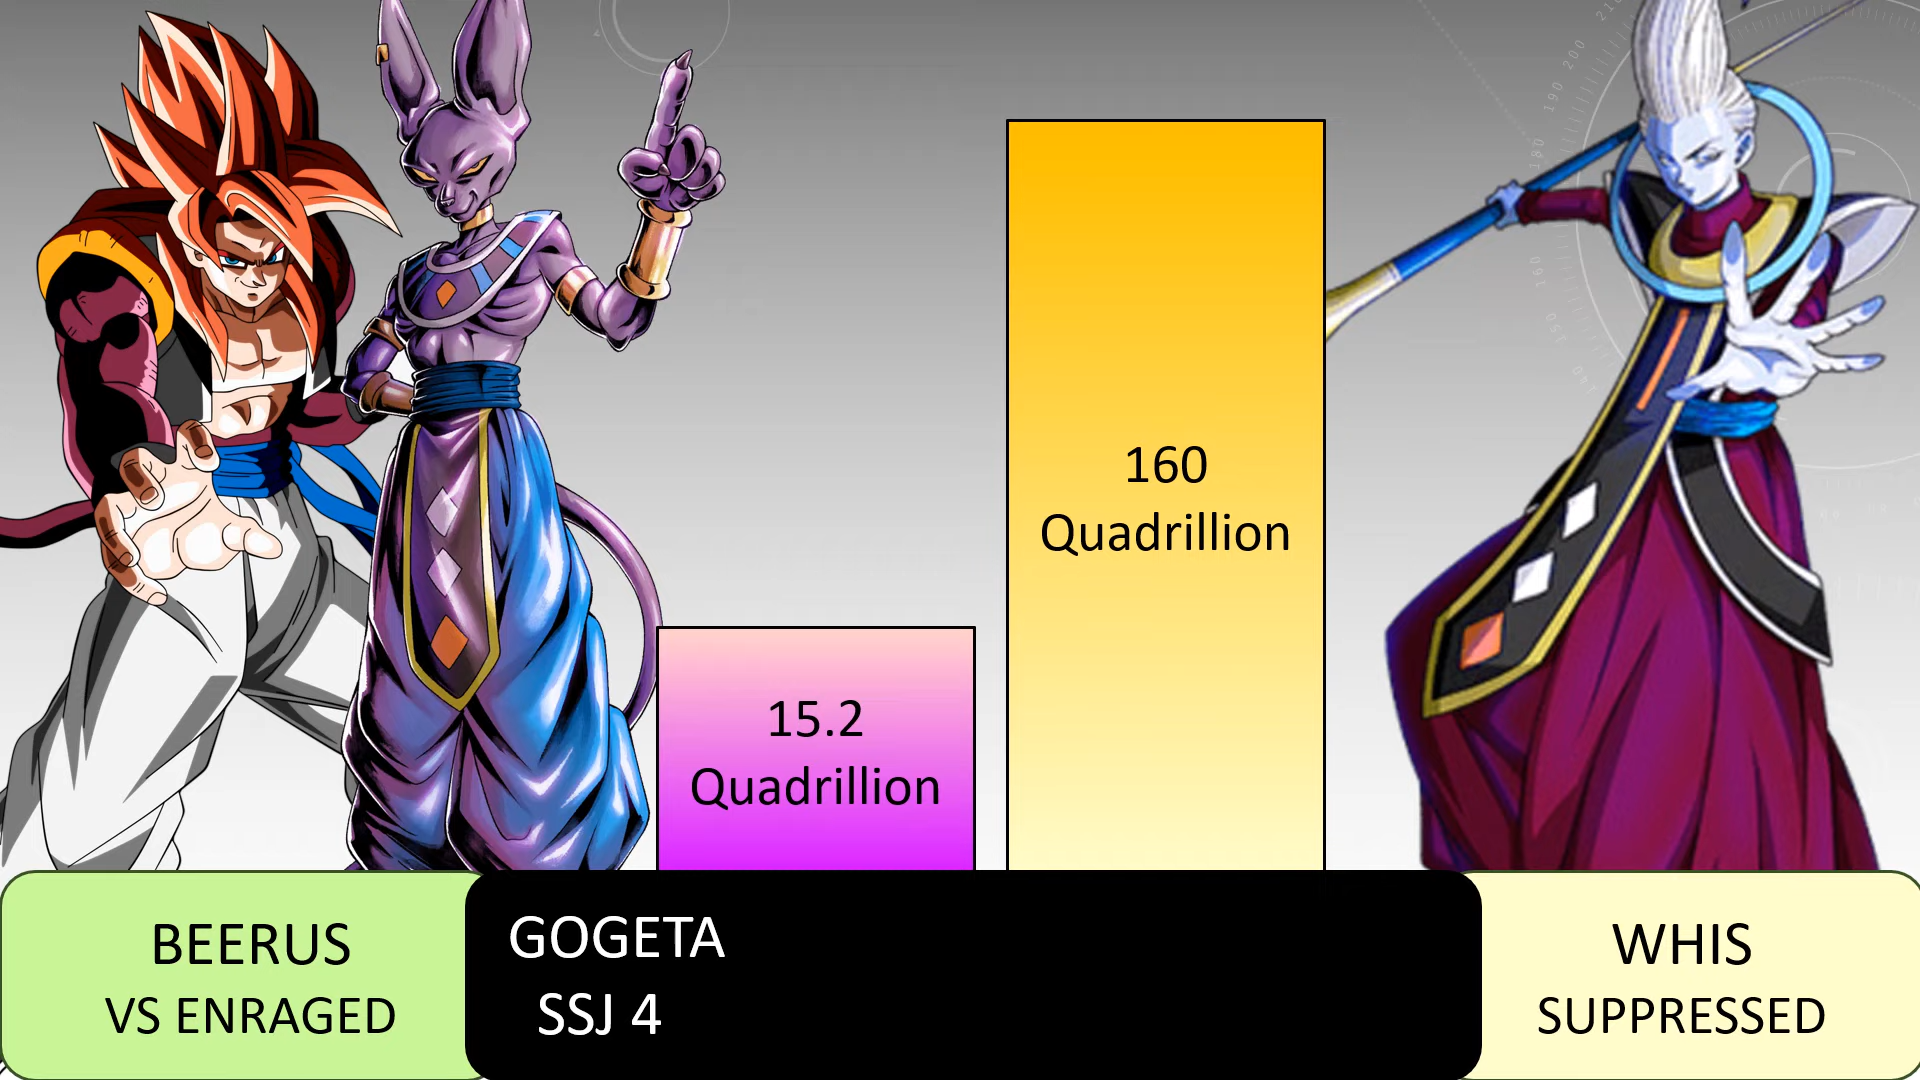 160
Quadrillion
15.2
Quadrillion
BEERUS
VS ENRAGED
GOGETA
SSJ 4
WHIS
SUPPRESSED